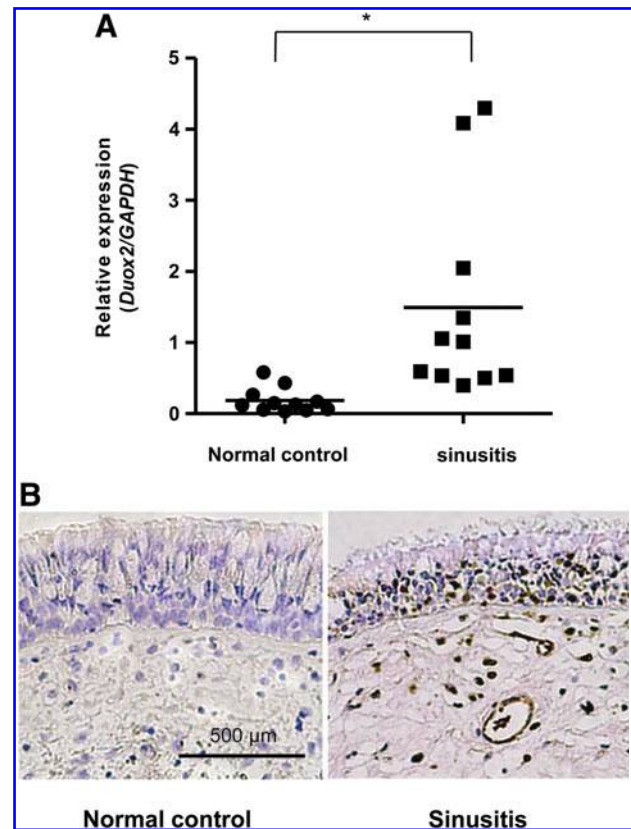 A
*
Relative expression
(Duox2/GAPDH)
5
4
3
2
1
0
Normal control sinusitis
B
500 µm
Normal control Sinusitis